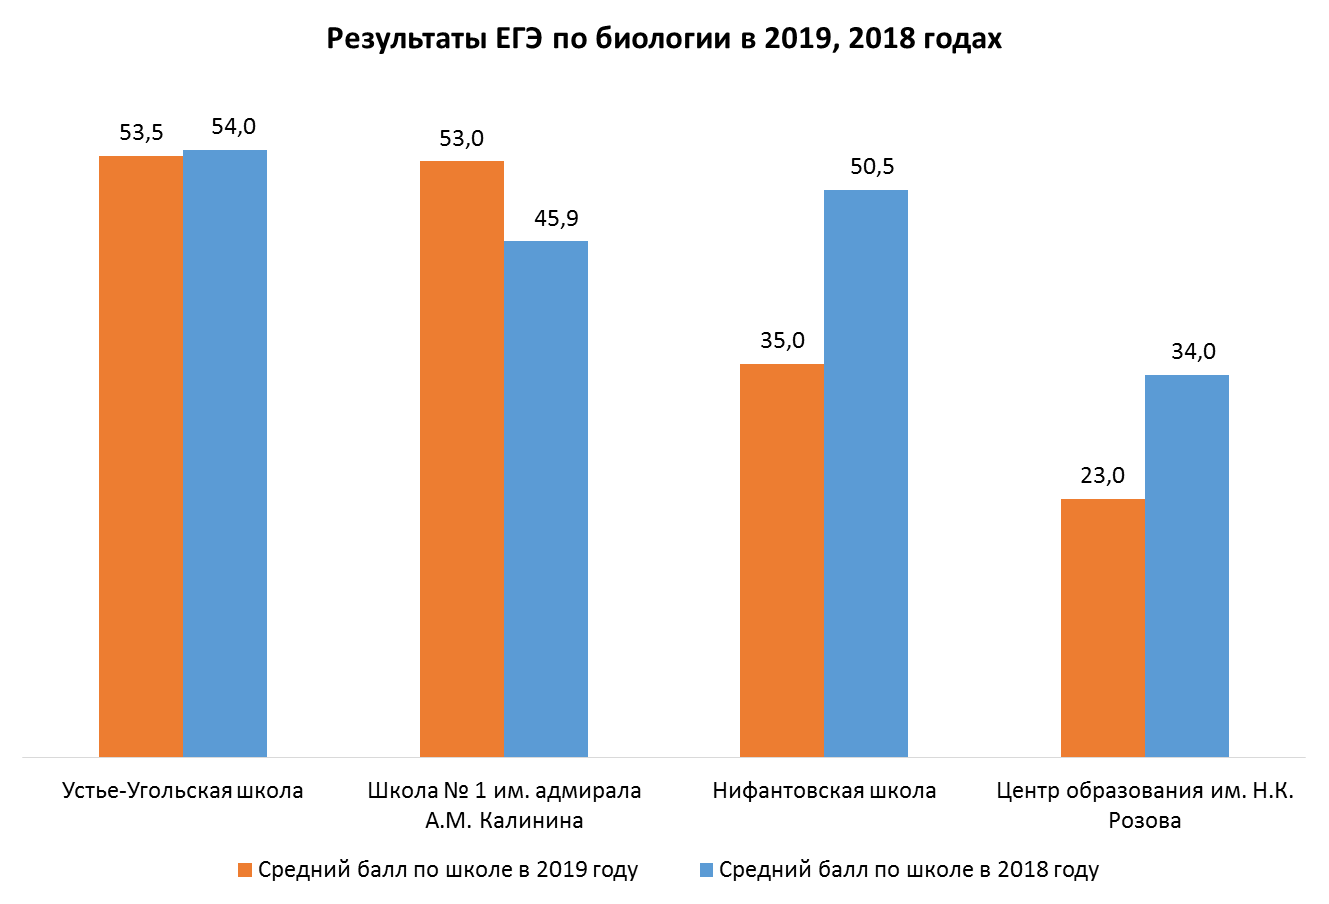 Результаты ЕГЭ по биологии в 2019, 2018 годах
53,5
54,0
53,0
45,9
35,0
50,5
23,0
34,0
Устье-Угольская школа
Школа № 1 им. адмирала
А.М. Калинина
Нифантовская школа
Центр образования им. Н.К.
Розова
Средний балл по школе в 2019 году
Средний балл по школе в 2018 году